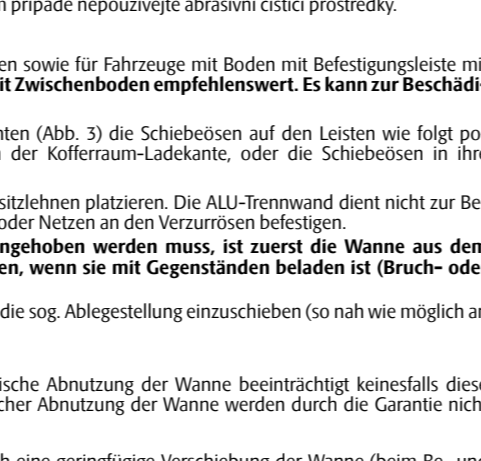 případě nepoužívejte abrasivní čisticí prostředky.
en sowie für Fahrzeuge mit Boden mit Befestigungsleiste mi
it Zwischenboden empfehlenswert. Es kann zur Beschädi-
nten (Abb. 3) die Schiebeösen auf den Leisten wie folgt po
der Kofferraum-Ladekante, oder die Schiebeösen in ihre
sitzlehnen platzieren. Die ALU-Trennwand dient nicht zur Be
oder Netzen an den Verzurrösen befestigen.
ngehoben werden muss, ist zuerst die Wanne aus den
en, wenn sie mit Gegenständen beladen ist (Bruch- ode
die sog. Ablegestellung einzuschieben (so nah wie möglich a
ische Abnutzung der Wanne beeinträchtigt keinesfalls dies
cher Abnutzung der Wanne werden durch die Garantie nich
h eine geringfügige Verschiebung der Wanne (beim Be- und